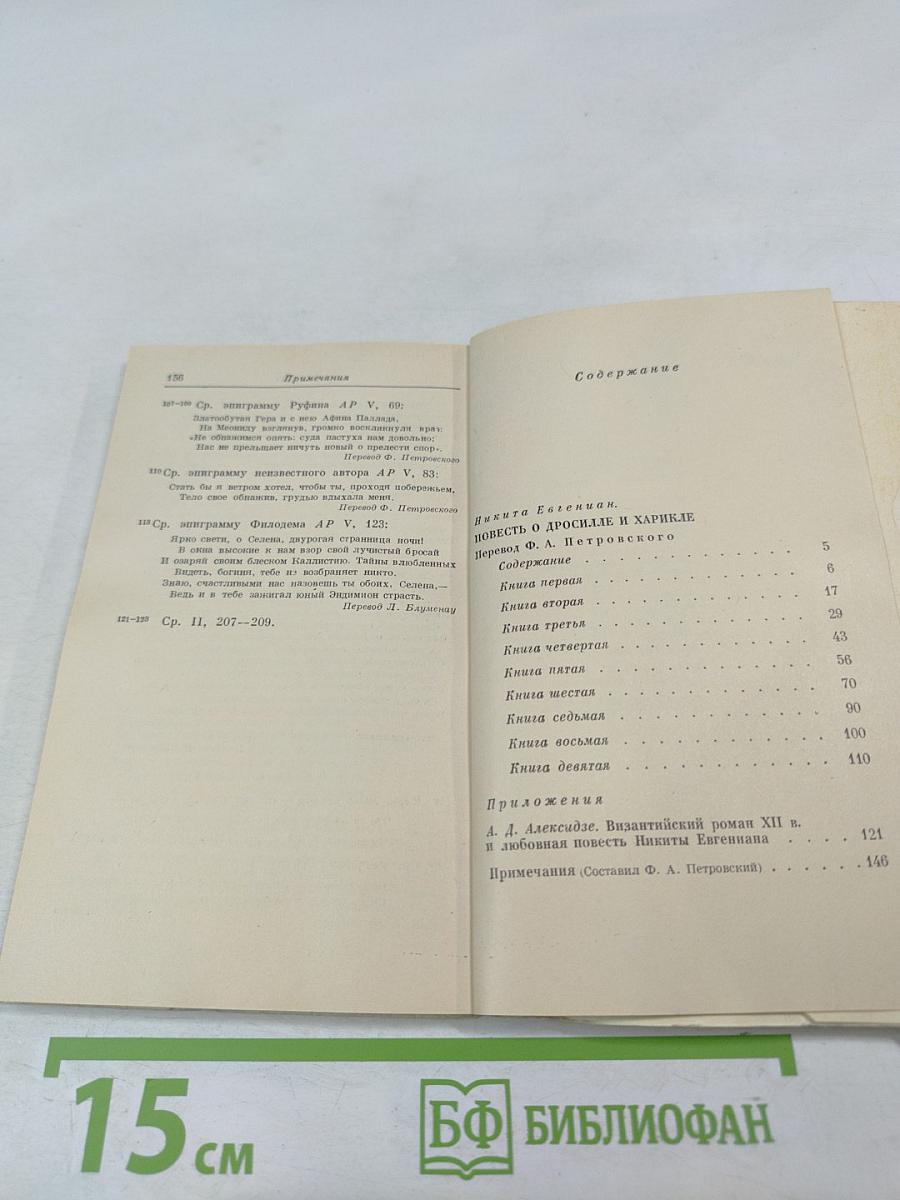 156 Примечания
107–109 Ср. эпиграмму Руфина АР V, 69:
Златообутая Гера и с нею Афина Паллада,
На Меониду взглянув, громко воскликнули враз:
«Не обнажимся опять: суда пастуха нам довольно;
Нас не прельщает ничуть новый о прелести спор».
Перевод Ф. Петровского
110 Ср. эпиграмму неизвестного автора АР V, 83:
Стать бы я ветром хотел, чтобы ты, проходя побережьем,
Тело свое обнажив, грудью вдыхала меня.
Перевод Ф. Петровского
113 Ср. эпиграмму Филодема АР V, 123:
Ярко свети, о Селена, двурогая странница ночи!
В окна высокие к нам взор свой лучистый бросай
И озаряй своим блеском Каллистию. Тайны влюбленных
Видеть, богиня, тебе не возбраняет никто.
Знаю, счастливыми нас назовешь ты обоих, Селена,—
Ведь и в тебе зажигал юный Эндимион страсть.
Перевод Л. Блуменау
121–123 Ср. II, 207—209.
Содержание
Никита Евгениан.
ПОВЕСТЬ О ДРОСИЛЛЕ И ХАРИКЛЕ
Перевод Ф. А. Петровского
Содержание . . . . . . . . . . . . 5
Книга первая . . . . . . . . . . . . 6
Книга вторая . . . . . . . . . . . . 17
Книга третья . . . . . . . . . . . . 29
Книга четвертая . . . . . . . . . . . 43
Книга пятая . . . . . . . . . . . . 56
Книга шестая . . . . . . . . . . . . 70
Книга седьмая . . . . . . . . . . . 90
Книга восьмая . . . . . . . . . . . 100
Книга девятая . . . . . . . . . . . 110
Приложения
А. Д. Алексидзе. Византийский роман XII в.
и любовная повесть Никиты Евгениана . . . . 121
Примечания (Составил Ф. А. Петровский) . . . . . . 146
15 см
БФ БИБЛИОФАН